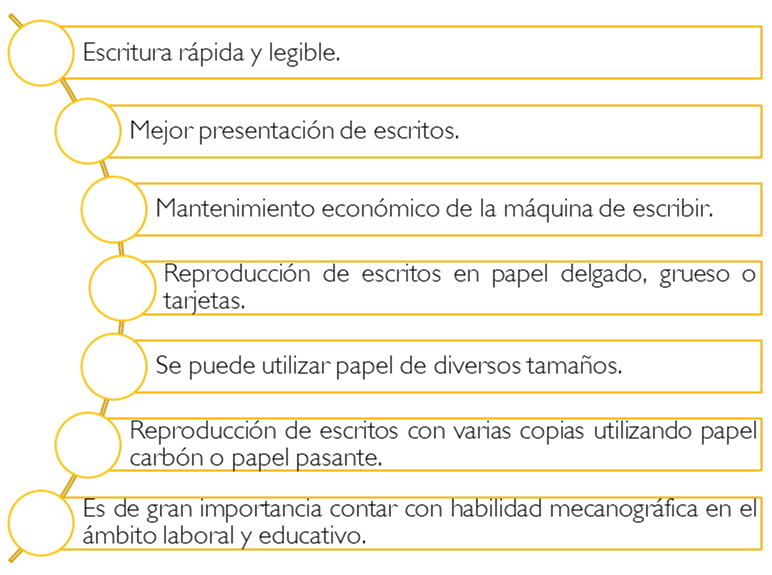 Escritura rápida y legible.
Mejor presentación de escritos.
Mantenimiento económico de la máquina de escribir.
Reproducción de escritos en papel delgado, grueso o
tarjetas.
Se puede utilizar papel de diversos tamaños.
Reproducción de escritos con varias copias utilizando papel
carbón o papel pasante.
Es de gran importancia contar con habilidad mecanográfica en el
ámbito laboral y educativo.